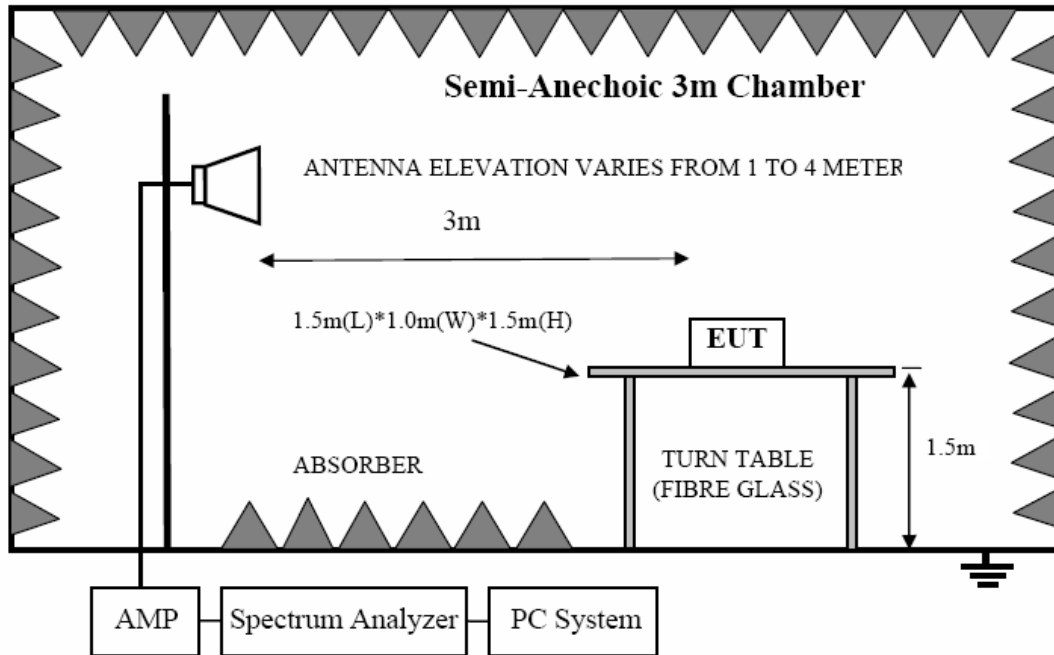 Semi-Anechoic 3m Chamber
ANTENNA ELEVATION VARIES FROM 1 TO 4 METER
3m
1.5m(L)*1.0m(W)*1.5m(H)
EUT
1.5m
ABSORBER
TURN TABLE
(FIBRE GLASS)
AMP
Spectrum Analyzer
PC System